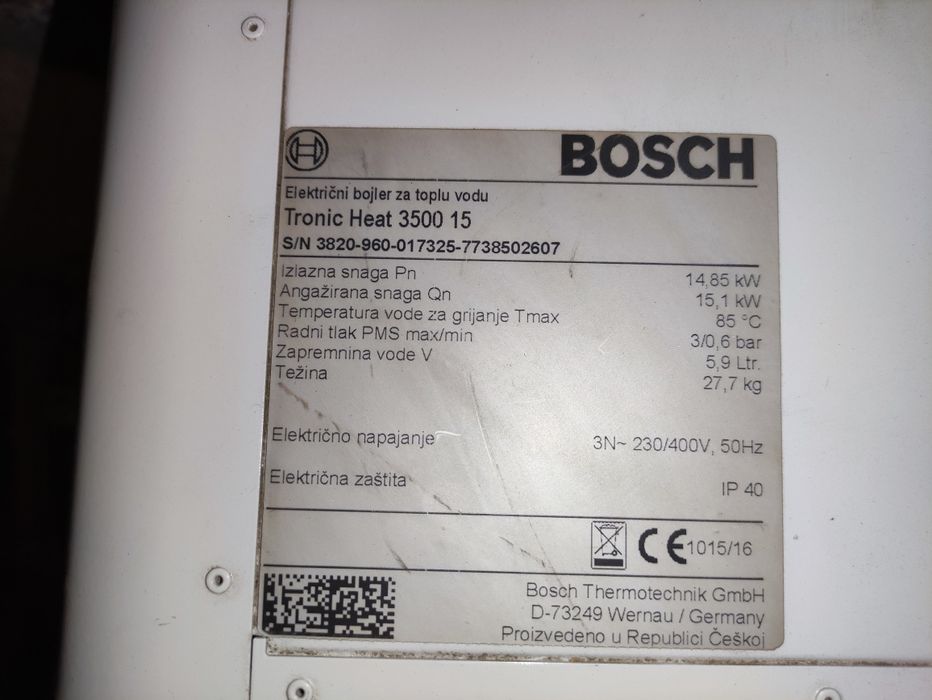 BOSCH
Električni bojler za toplu vodu
Tronic Heat 3500 15
S/N 3820-960-017325-7738502607
Izlazna snaga Pn 14,85 kW
Angažirana snaga Qn 15,1 kW
Temperatura vode za grijanje Tmax 85 °C
Radni tlak PMS max/min 3/0,6 bar
Zapremnina vode V 5,9 Ltr.
Težina 27,7 kg
Električno napajanje 3N~ 230/400V, 50Hz
Električna zaštita IP 40
CE 1015/16
Bosch Thermotechnik GmbH
D-73249 Wernau / Germany
Proizvedeno u Republici Češkoj